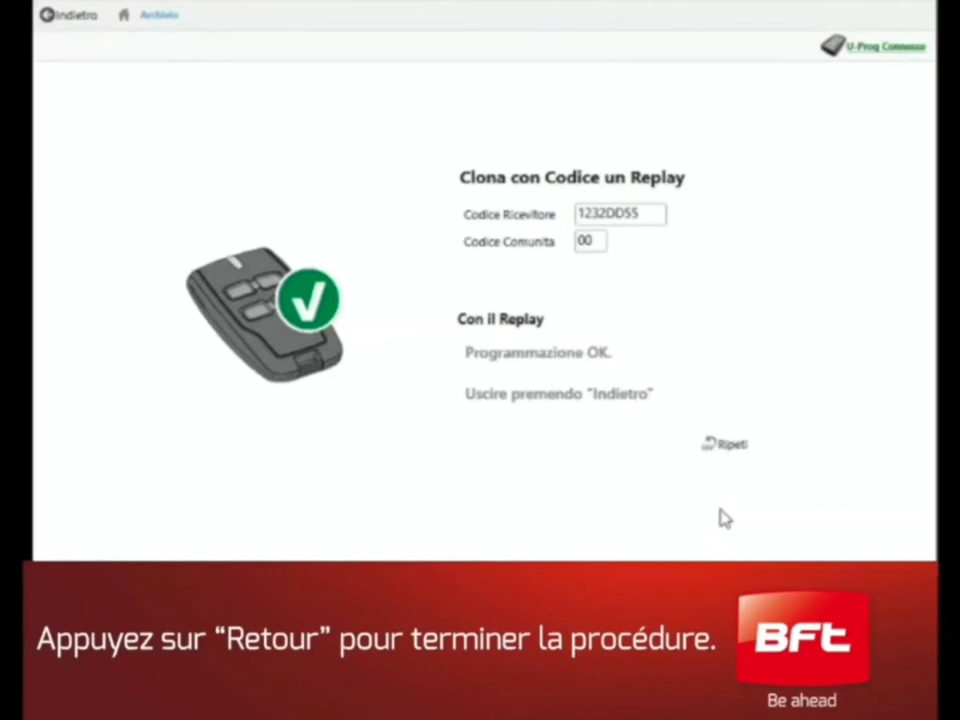 Indietro Archivio
U-Prog Connesso
Clona con Codice un Replay
Codice Ricevitore 1232DD55
Codice Comunita 00
Con il Replay
Programmazione OK.
Uscire premendo "Indietro"
Ripeti
Appuyez sur “Retour” pour terminer la procédure.
BFt
Be ahead